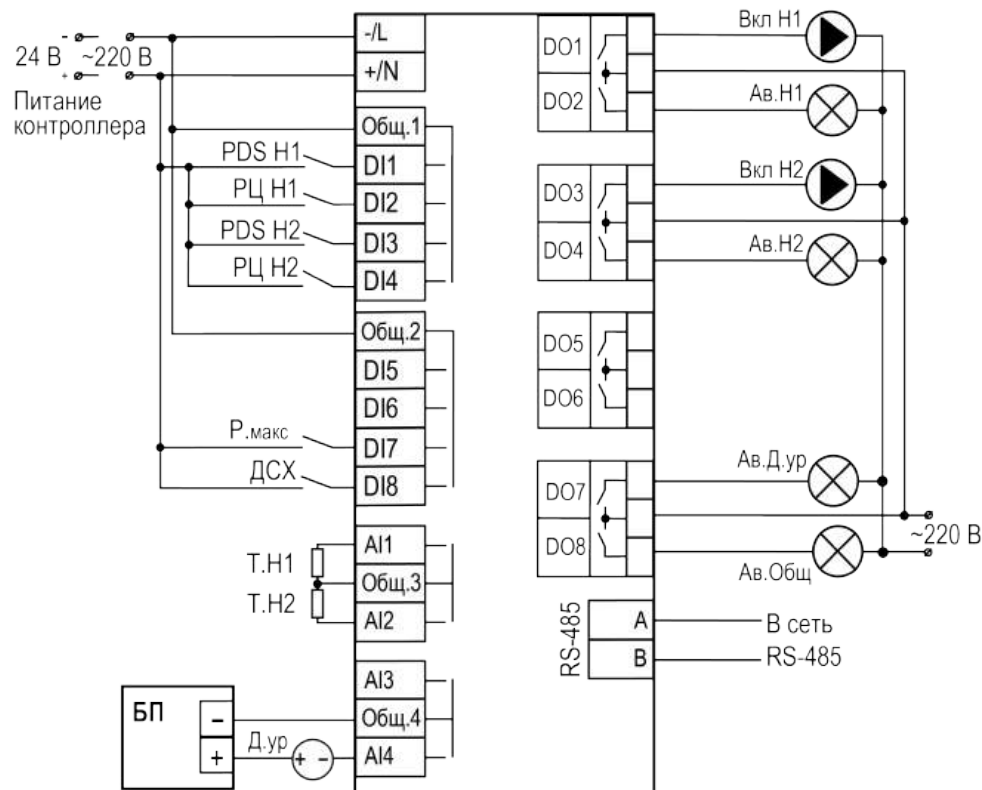 24 В ~220 В
Питание
контроллера
-/L
+/N
Общ.1
PDS Н1
DI1
РЦ Н1
DI2
PDS Н2
DI3
РЦ Н2
DI4
Общ.2
DI5
DI6
Р.макс
DI7
ДСХ
DI8
AI1
Т.Н1
Общ.3
Т.Н2
AI2
AI3
БП
–
Общ.4
+
Д.ур
+ –
AI4
DO1
Вкл Н1
DO2
Ав.Н1
DO3
Вкл Н2
DO4
Ав.Н2
DO5
DO6
DO7
Ав.Д.ур
~220 В
DO8
Ав.Общ
RS-485
A
В сеть
B
RS-485